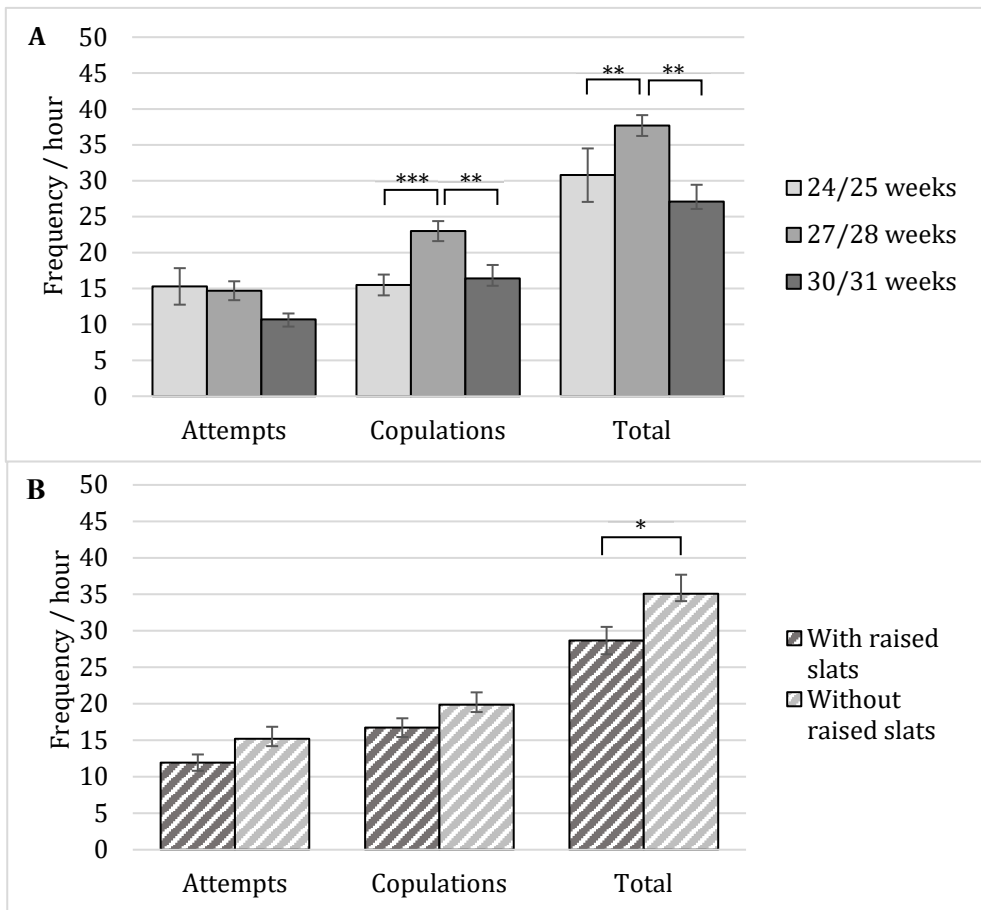 A
50
45
40
35
30
25
20
15
10
5
0
Frequency / hour
***
**
**
**
Attempts
Copulations
Total
24/25 weeks
27/28 weeks
30/31 weeks
B
50
45
40
35
30
25
20
15
10
5
0
Frequency / hour
*
Attempts
Copulations
Total
With raised
slats
Without
raised slats